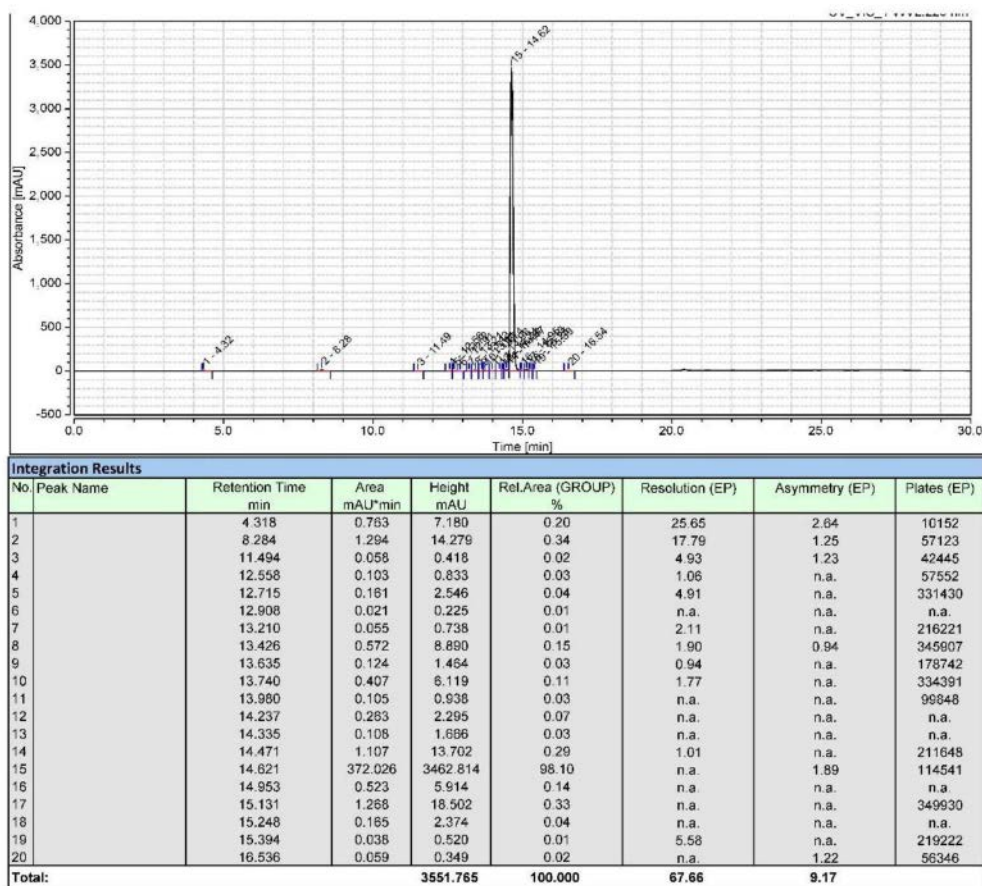 4,000
3,500
3,000
2,500
2,000
1,500
1,000
500
0
-500
Absorbance [mAU]
15 - 14.62
1 - 4.32
2 - 8.28
3 - 11.49
20 - 16.54
0.0 5.0 10.0 15.0 20.0 25.0 30.0
Time [min]
Integration Results
No. Peak Name Retention Time Area Height Rel.Area (GROUP) Resolution (EP) Asymmetry (EP) Plates (EP)
min mAU*min mAU %
1 4.318 0.763 7.180 0.20 25.65 2.64 10152
2 8.284 1.294 14.279 0.34 17.79 1.25 57123
3 11.494 0.058 0.418 0.02 4.93 1.23 42445
4 12.558 0.103 0.833 0.03 1.06 n.a. 57552
5 12.715 0.161 2.546 0.04 4.91 n.a. 331430
6 12.908 0.021 0.225 0.01 n.a. n.a. n.a.
7 13.210 0.055 0.738 0.01 2.11 n.a. 216221
8 13.426 0.572 8.890 0.15 1.90 0.94 345907
9 13.635 0.124 1.464 0.03 0.94 n.a. 178742
10 13.740 0.407 6.119 0.11 1.77 n.a. 334391
11 13.980 0.105 0.938 0.03 n.a. n.a. 99848
12 14.237 0.263 2.295 0.07 n.a. n.a. n.a.
13 14.335 0.108 1.666 0.03 n.a. n.a. n.a.
14 14.471 1.107 13.702 0.29 1.01 n.a. 211648
15 14.621 372.026 3462.814 98.10 n.a. 1.89 114541
16 14.953 0.523 5.914 0.14 n.a. n.a. n.a.
17 15.131 1.268 18.502 0.33 n.a. n.a. 349930
18 15.248 0.165 2.374 0.04 n.a. n.a. n.a.
19 15.394 0.038 0.520 0.01 5.58 n.a. 219222
20 16.536 0.059 0.349 0.02 n.a. 1.22 56346
Total: 3551.765 100.000 67.66 9.17